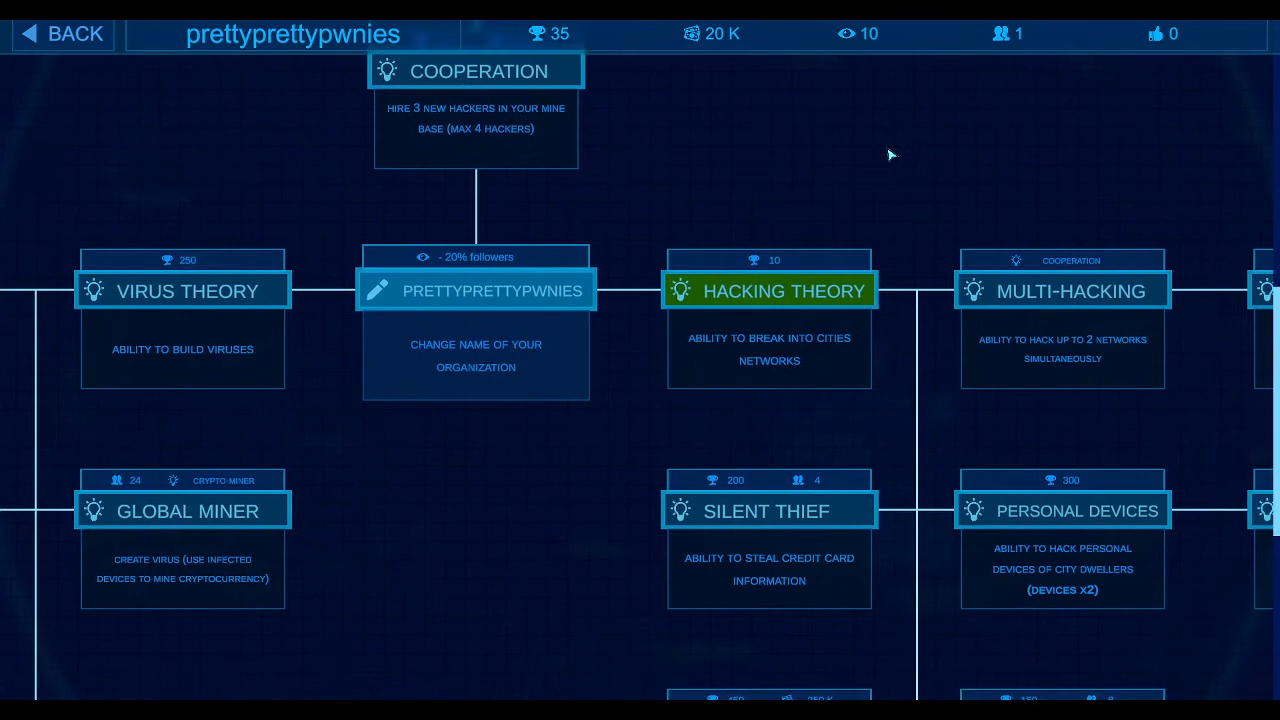 BACK
prettyprettypwnies
35
20 K
10
1
0
COOPERATION
HIRE 3 NEW HACKERS IN YOUR MINE
BASE (MAX 4 HACKERS)
250
VIRUS THEORY
ABILITY TO BUILD VIRUSES
- 20% followers
PRETTYPRETTYPWNIES
CHANGE NAME OF YOUR
ORGANIZATION
10
HACKING THEORY
ABILITY TO BREAK INTO CITIES
NETWORKS
COOPERATION
MULTI-HACKING
ABILITY TO HACK UP TO 2 NETWORKS
SIMULTANEOUSLY
24 CRYPTO-MINER
GLOBAL MINER
CREATE VIRUS (USE INFECTED
DEVICES TO MINE CRYPTOCURRENCY)
200 4
SILENT THIEF
ABILITY TO STEAL CREDIT CARD
INFORMATION
300
PERSONAL DEVICES
ABILITY TO HACK PERSONAL
DEVICES OF CITY DWELLERS
(DEVICES X2)